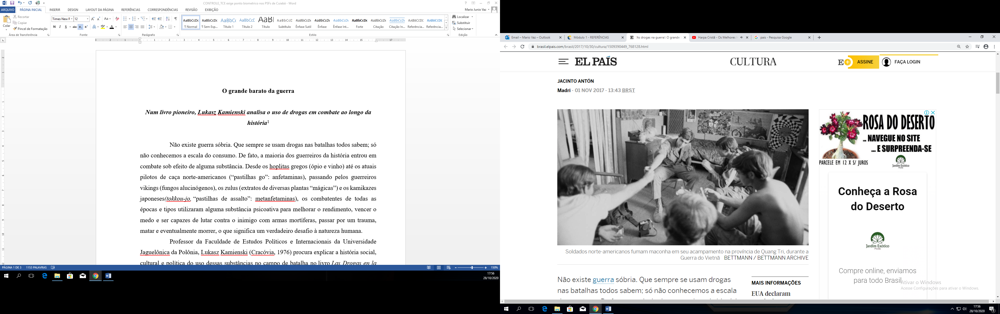 CONTROLE_TCE exige ponto biometrico nos PSFs de Cuiabá - Word
ARQUIVO PÁGINA INICIAL INSERIR DESIGN LAYOUT DA PÁGINA REFERÊNCIAS CORRESPONDÊNCIAS REVISÃO EXIBIÇÃO
Mario Junio Vaz
Colar
Recortar
Copiar
Pincel de Formatação
Área de Transferência
Times New F 12
N I S abc x₂ x²
Fonte
Parágrafo
AaBbCcDc AaBbCcDc AaBbCc AaBbCcD AaBl AaBbCcC AaBbCcDc AaBbCcDc AaBbCcDc AaBbCcDc AaBbCcDc AaBbCcDc AABBCCDC AABBCCDC
¶ Normal ¶ Sem Esp... Título 1 Título 2 Título Subtítulo Ênfase Sutil Ênfase Ênfase Int... Forte Citação Citação In... Referência... Referência...
Estilo
Localizar
Substituir
Selecionar
Edição
O grande barato da guerra
Num livro pioneiro, Lukasz Kamienski analisa o uso de drogas em combate ao longo da
história1
Não existe guerra sóbria. Que sempre se usam drogas nas batalhas todos sabem; só
não conhecemos a escala do consumo. De fato, a maioria dos guerreiros da história entrou em
combate sob efeito de alguma substância. Desde os hoplitas gregos (ópio e vinho) até os atuais
pilotos de caça norte-americanos (“pastilhas go”: anfetaminas), passando pelos guerreiros
vikings (fungos alucinógenos), os zulus (extratos de diversas plantas “mágicas”) e os kamikazes
japoneses(tokkou-jo, “pastilhas de assalto”: metanfetaminas), os combatentes de todas as
épocas e tipos utilizaram alguma substância psicoativa para melhorar o rendimento, vencer o
medo e ser capazes de lutar contra o inimigo com armas mortíferas, passar por um trauma,
matar e eventualmente morrer, o que significa um verdadeiro desafio à natureza humana.
Professor da Faculdade de Estudos Políticos e Internacionais da Universidade
Jaguelônica da Polônia, Lukasz Kamienski (Cracóvia, 1976) procura explicar a história social,
cultural e política do uso dessas substâncias no campo de batalha no livro Las Drogas en la
PÁGINA 1 DE 3 1153 PALAVRAS
150%
17:56
28/10/2020
Email – Mario Vaz – Outlook
Módulo 1 - REFERÊNCIAS
'As drogas na guerra': O grande
Harpa Cristã - Os Melhores
pais - Pesquisa Google
brasil.elpais.com/brasil/2017/10/30/cultura/1509390449_768128.html
EL PAÍS
CULTURA
E+ ASSINE
FAÇA LOGIN
JACINTO ANTÓN
Madri - 01 NOV 2017 - 13:43 BRST
Soldados norte-americanos fumam maconha em seu acampamento na província de Quang Tri, durante a
Guerra do Vietnã BETTMANN / BETTMANN ARCHIVE
Não existe guerra sóbria. Que sempre se usam drogas
nas batalhas todos sabem; só não conhecemos a escala
MAIS INFORMAÇÕES
EUA declaram
ROSA DO DESERTO
... NAVEGUE NO SITE
... E SURPREENDA-SE
PARCELE EM 12 X S/ JUROS
Jardim Exótico
Mudas
Conheça a Rosa
do Deserto
Jardim Exótico
Mudas
Compre online, enviamos
para todo Brasil
Ativar o Windows
Acesse Configurações para ativar o Windows.
17:56
28/10/2020